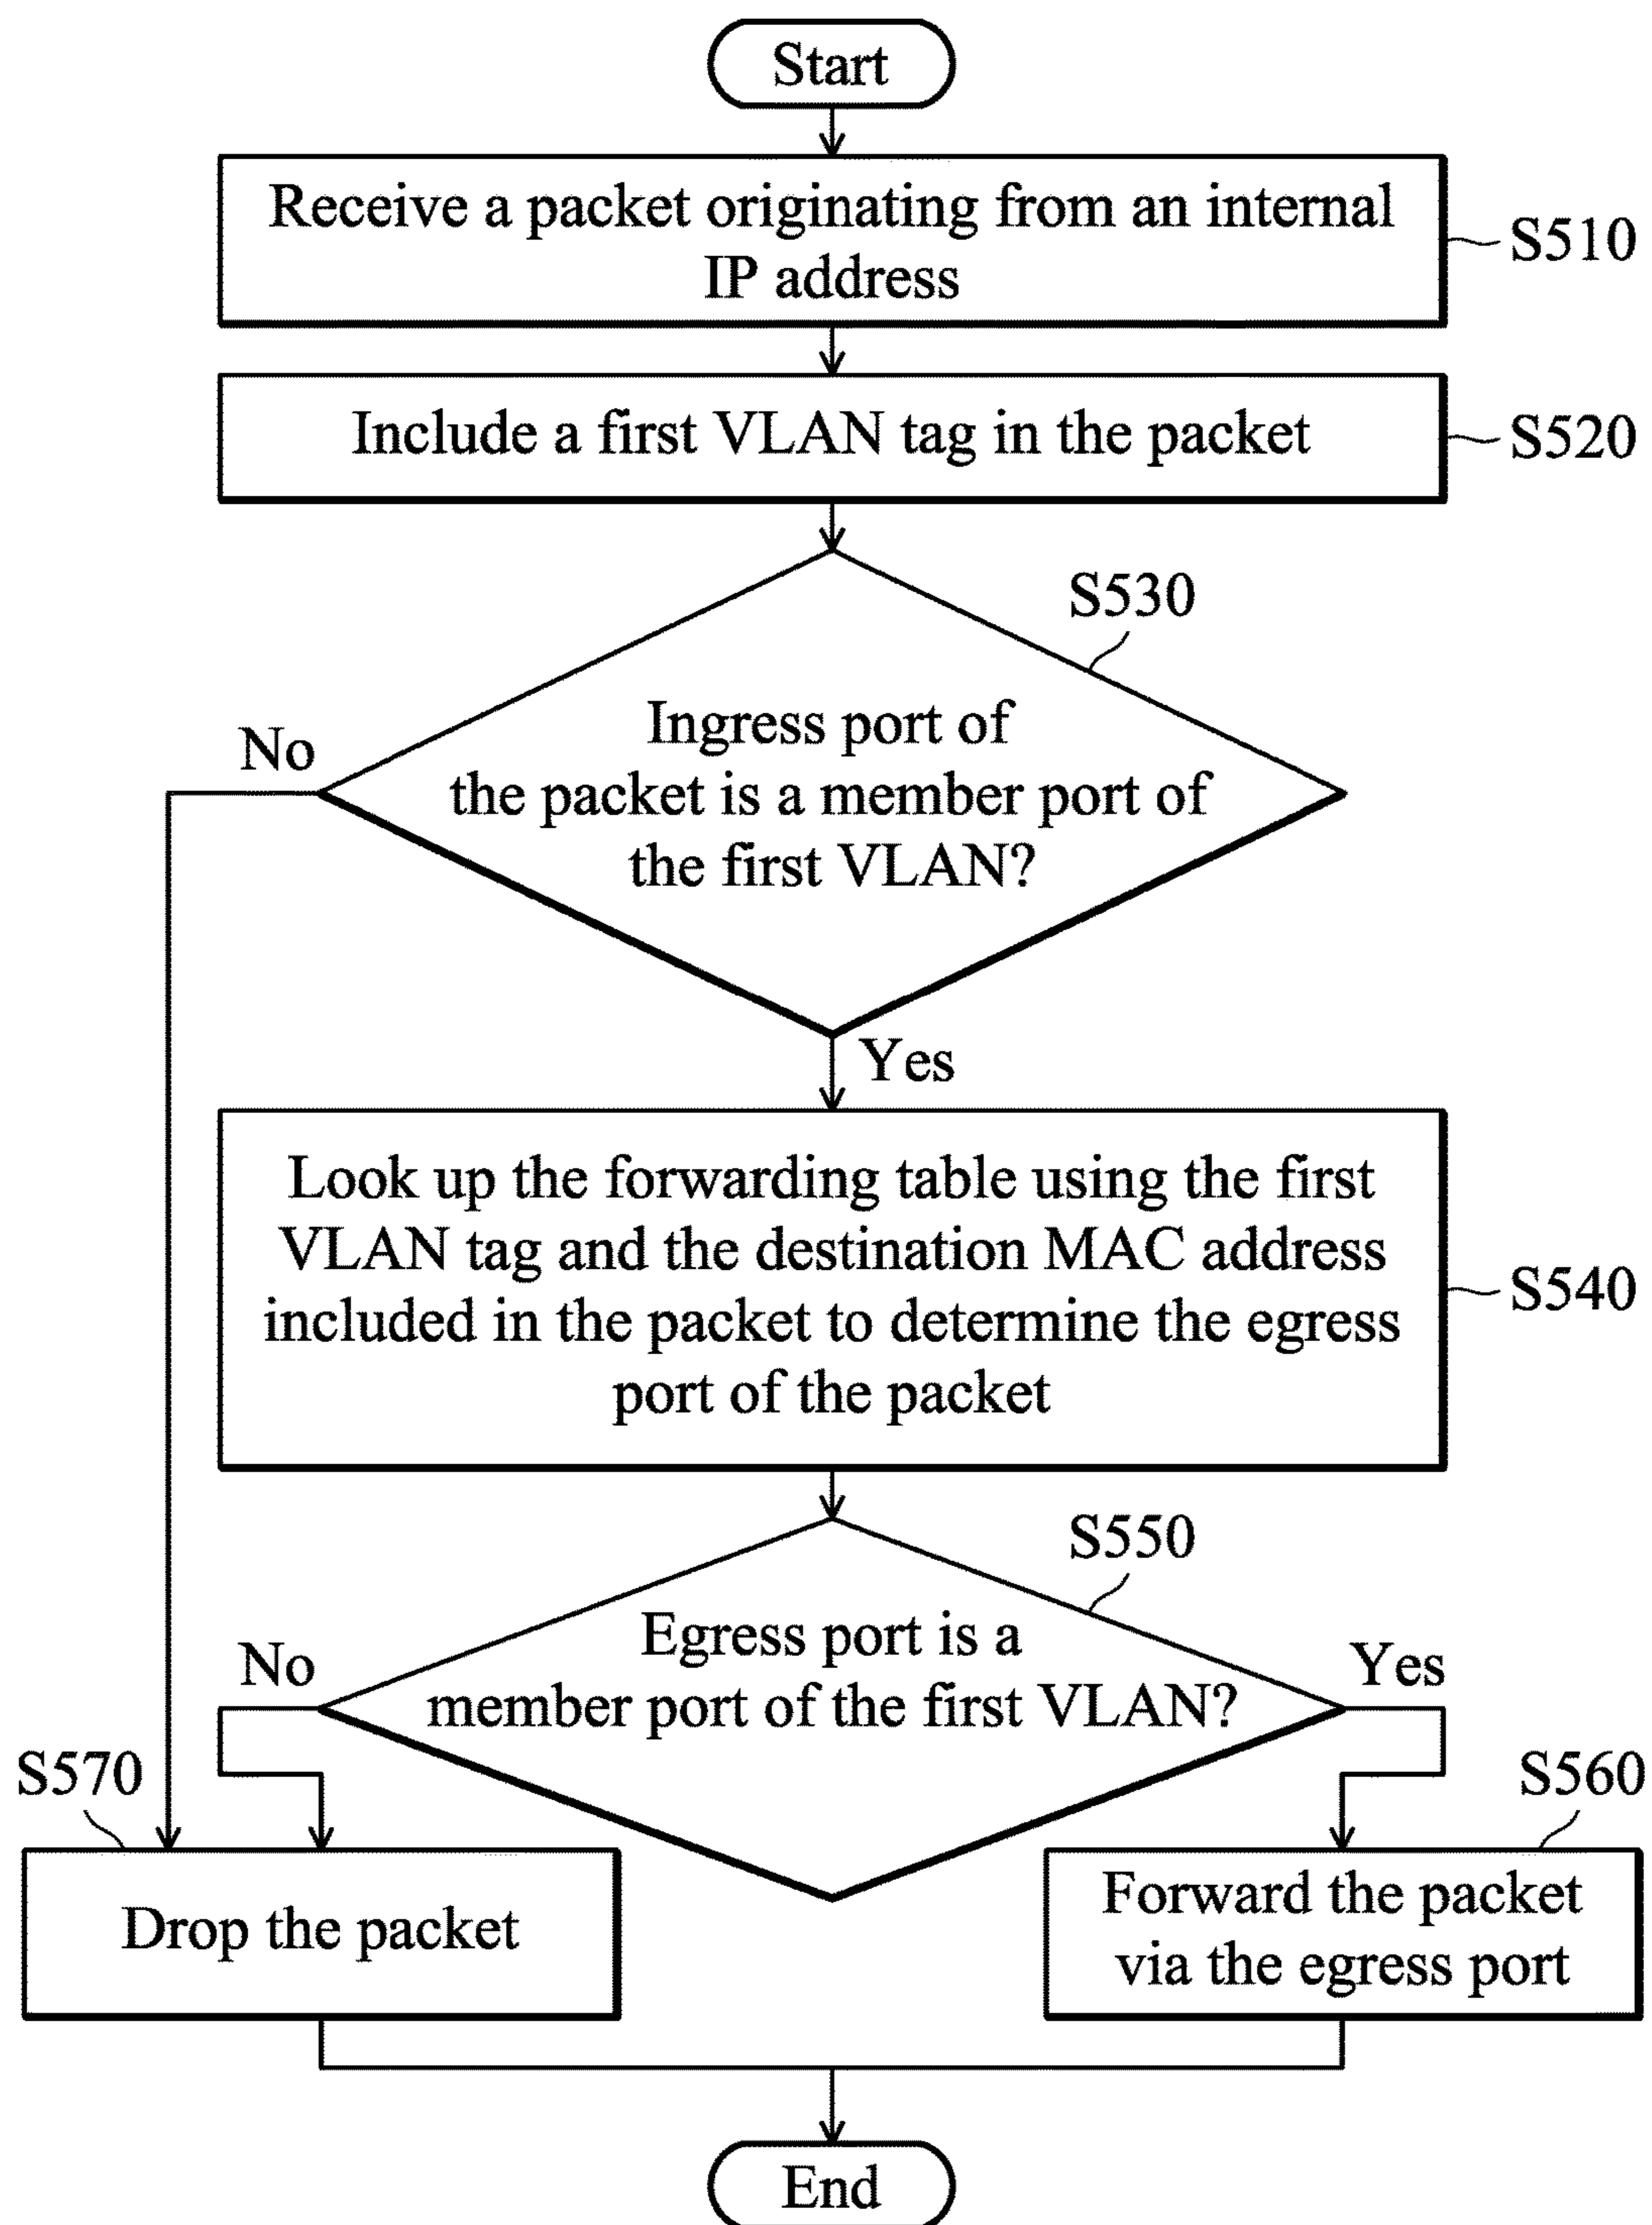 Start
Receive a packet originating from an internal
IP address
S510
Include a first VLAN tag in the packet
S520
S530
Ingress port of
the packet is a member port of
the first VLAN?
No
Yes
Look up the forwarding table using the first
VLAN tag and the destination MAC address
included in the packet to determine the egress
port of the packet
S540
S550
Egress port is a
member port of the first VLAN?
No
Yes
S570
S560
Drop the packet
Forward the packet
via the egress port
End